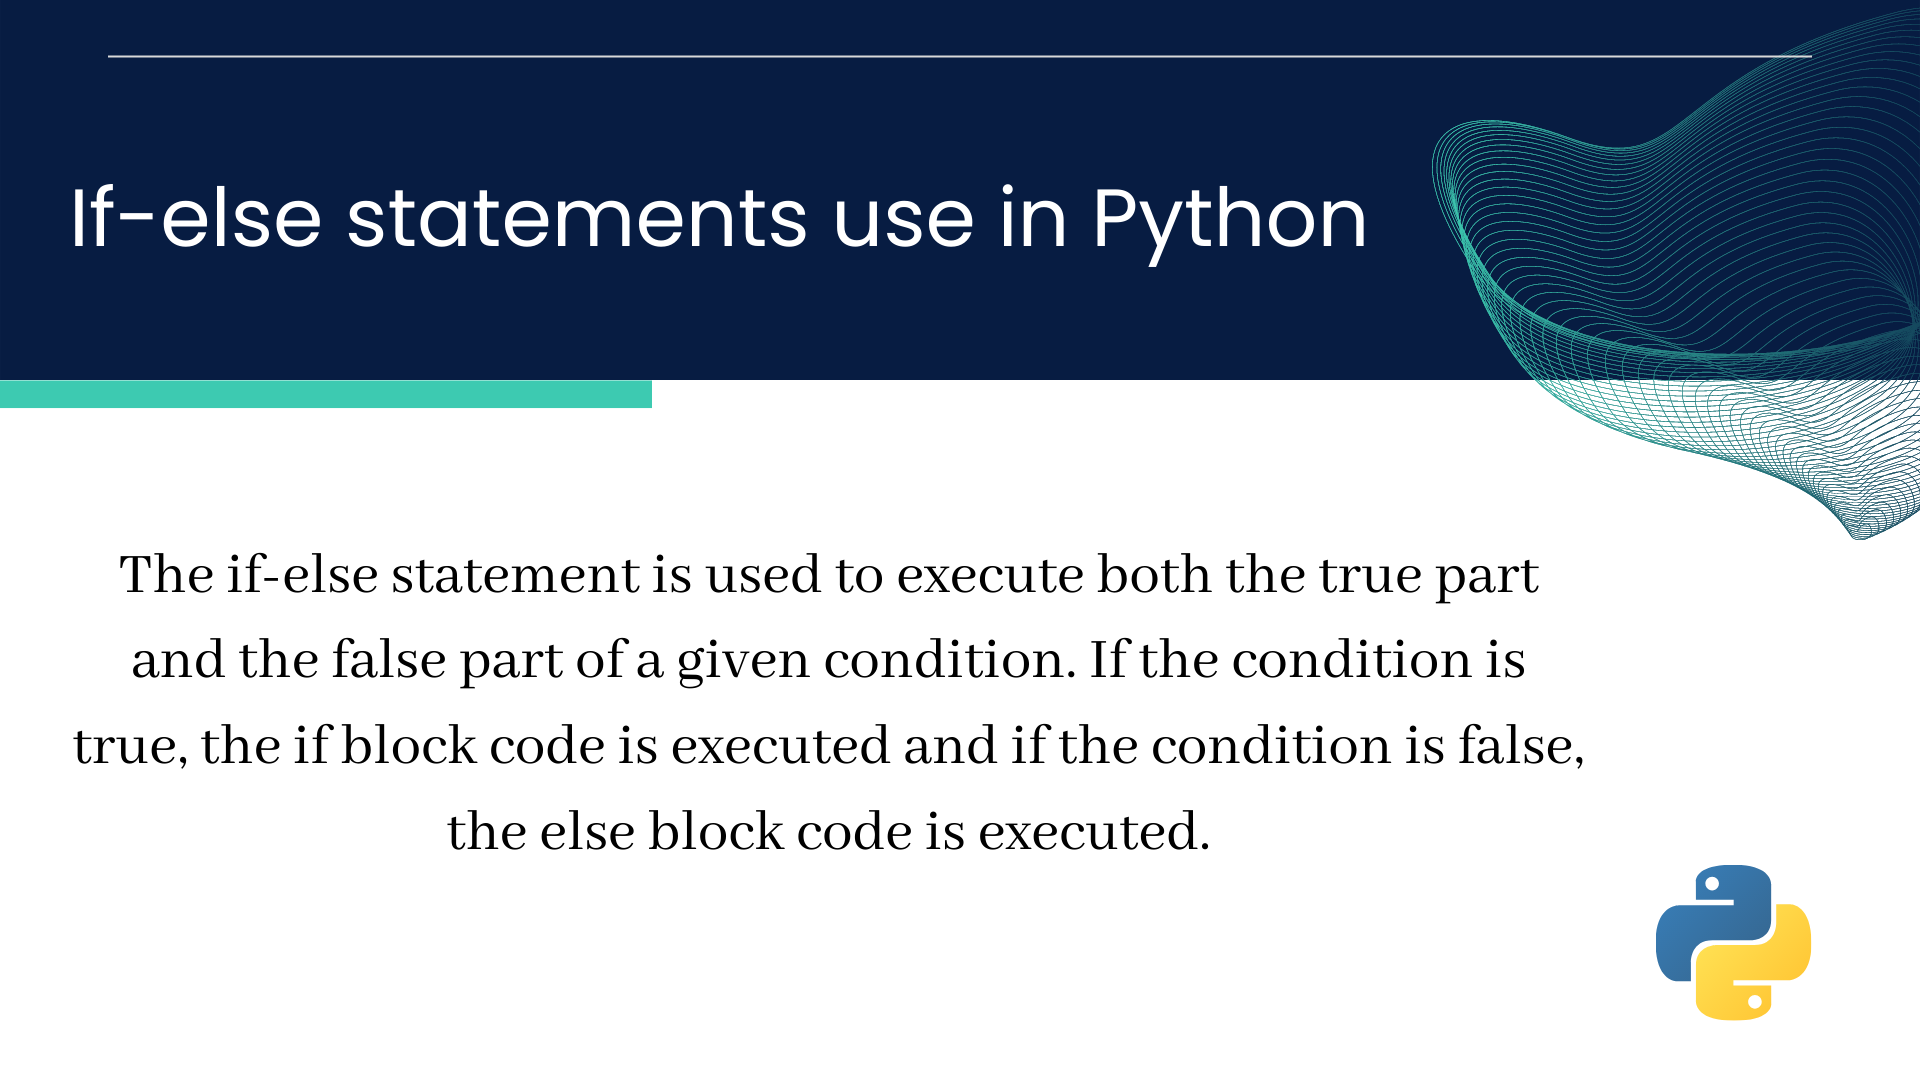 If-else statements use in Python
The if-else statement is used to execute both the true part
and the false part of a given condition. If the condition is
true, the if block code is executed and if the condition is false,
the else block code is executed.